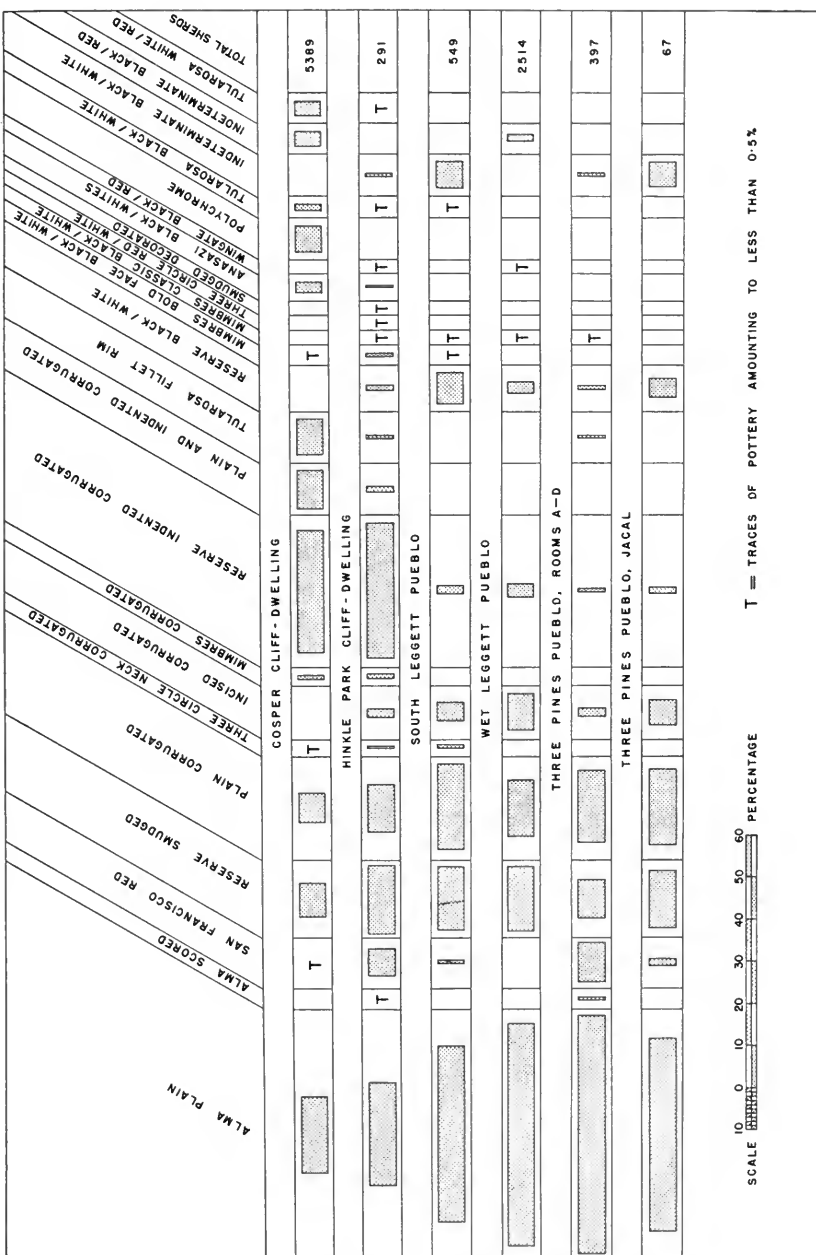 ALMA PLAIN
ALMA SCORED
SAN FRANCISCO RED
RESERVE SMUDGED
PLAIN CORRUGATED
THREE CIRCLE NECK CORRUGATED
INCISED CORRUGATED
MIMBRES CORRUGATED
RESERVE INDENTED CORRUGATED
PLAIN AND INDENTED CORRUGATED
TULAROSA FILLET RIM
RESERVE BLACK/WHITE
MIMBRES BOLD FACE BLACK/WHITE
MIMBRES CLASSIC BLACK/WHITE
THREE CIRCLE RED/WHITE
SMUDGED DECORATED
ANASAZI BLACK/WHITES
WINGATE BLACK/RED
POLYCHROME
TULAROSA BLACK/WHITE
INDETERMINATE BLACK/WHITE
INDETERMINATE BLACK/RED
TULAROSA WHITE/RED
TOTAL SHERDS
COSPER CLIFF-DWELLING
T T T 5389
HINKLE PARK CLIFF-DWELLING
T T T T T T T 291
SOUTH LEGGETT PUEBLO
T T T 549
WET LEGGETT PUEBLO
T T 2514
THREE PINES PUEBLO, ROOMS A-D
T 397
THREE PINES PUEBLO, JACAL
67
SCALE 10 0 10 20 30 40 50 60 PERCENTAGE
T = TRACES OF POTTERY AMOUNTING TO LESS THAN 0·5%